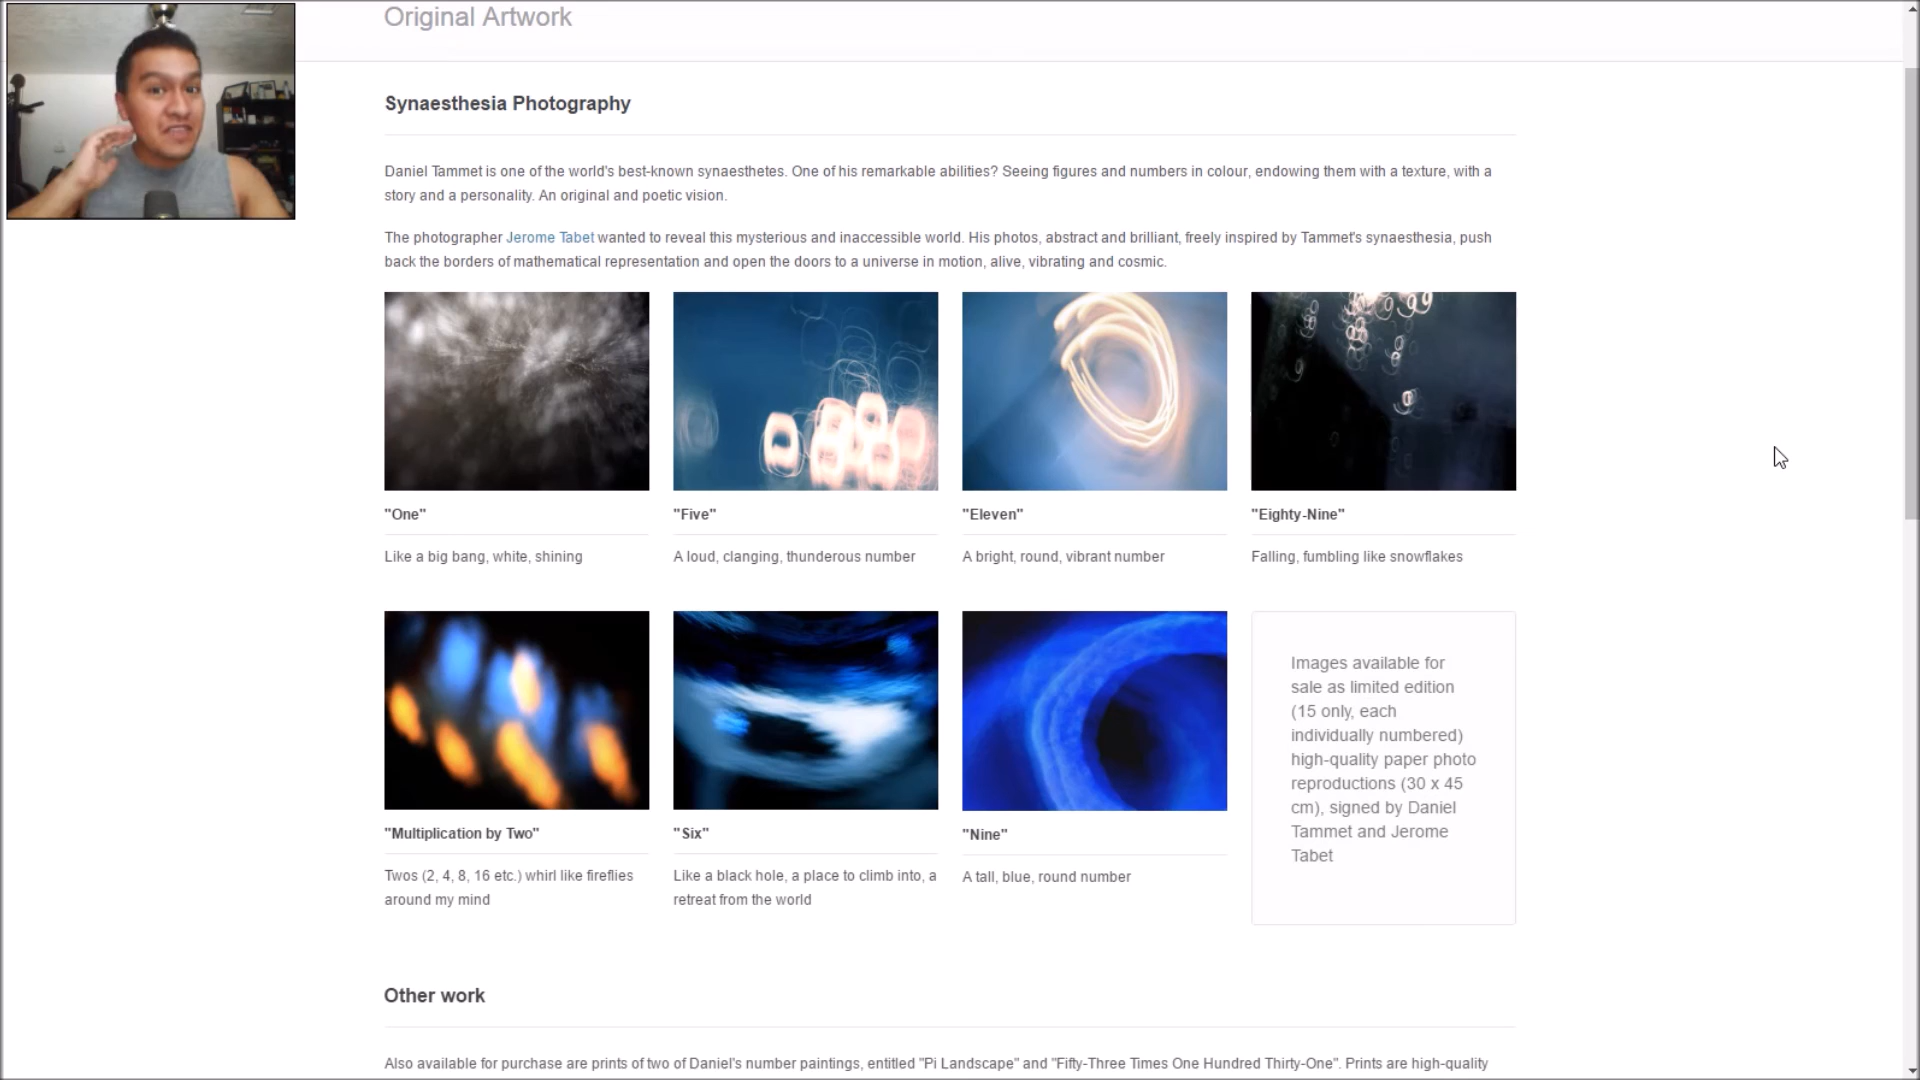 Original Artwork
Synaesthesia Photography
Daniel Tammet is one of the world's best-known synaesthetes. One of his remarkable abilities? Seeing figures and numbers in colour, endowing them with a texture, with a
story and a personality. An original and poetic vision.
The photographer Jerome Tabet wanted to reveal this mysterious and inaccessible world. His photos, abstract and brilliant, freely inspired by Tammet's synaesthesia, push
back the borders of mathematical representation and open the doors to a universe in motion, alive, vibrating and cosmic.
"One"
Like a big bang, white, shining
"Five"
A loud, clanging, thunderous number
"Eleven"
A bright, round, vibrant number
"Eighty-Nine"
Falling, fumbling like snowflakes
"Multiplication by Two"
Twos (2, 4, 8, 16 etc.) whirl like fireflies
around my mind
"Six"
Like a black hole, a place to climb into, a
retreat from the world
"Nine"
A tall, blue, round number
Images available for
sale as limited edition
(15 only, each
individually numbered)
high-quality paper photo
reproductions (30 x 45
cm), signed by Daniel
Tammet and Jerome
Tabet
Other work
Also available for purchase are prints of two of Daniel's number paintings, entitled "Pi Landscape" and "Fifty-Three Times One Hundred Thirty-One". Prints are high-quality